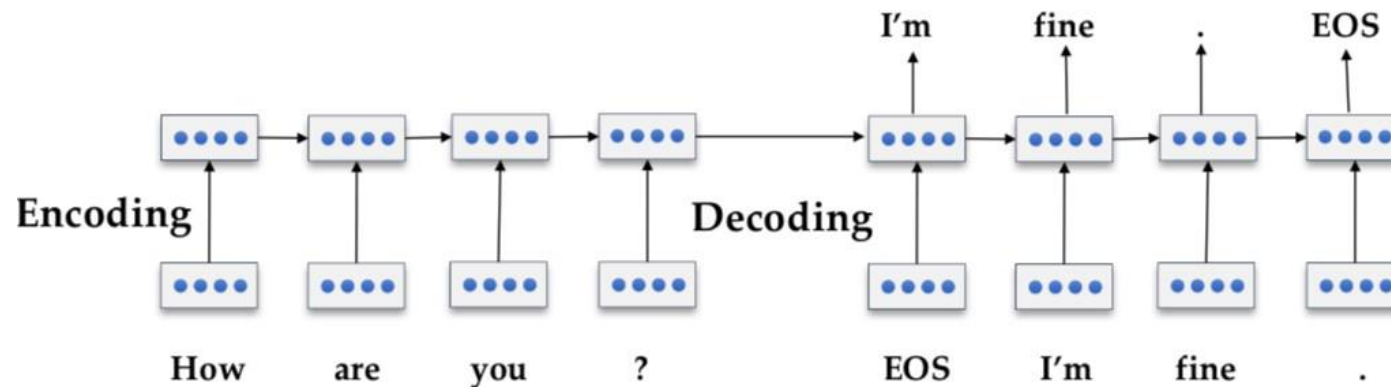 I'm fine . EOS
Encoding Decoding
How are you ? EOS I'm fine .